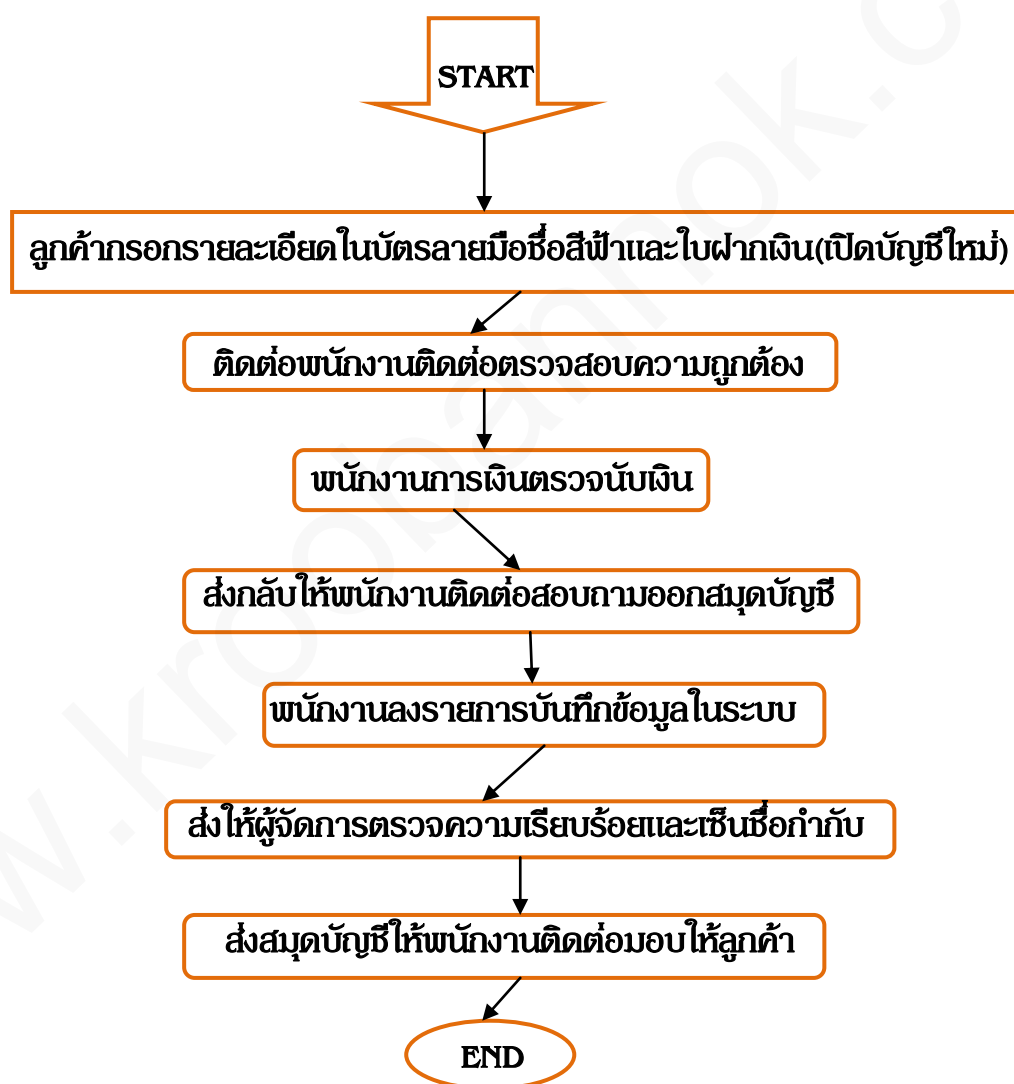 START
ลูกค้ากรอกรายละเอียดในบัตรลายมือชื่อสีฟ้าและใบฝากเงิน(เปิดบัญชีใหม่)
ติดต่อพนักงานติดต่อตรวจสอบความถูกต้อง
พนักงานการเงินตรวจนับเงิน
ส่งกลับให้พนักงานติดต่อสอบถามออกสมุดบัญชี
พนักงานลงรายการบันทึกข้อมูลในระบบ
ส่งให้ผู้จัดการตรวจความเรียบร้อยและเซ็นชื่อกำกับ
ส่งสมุดบัญชีให้พนักงานติดต่อมอบให้ลูกค้า
END
w.krobannok.c